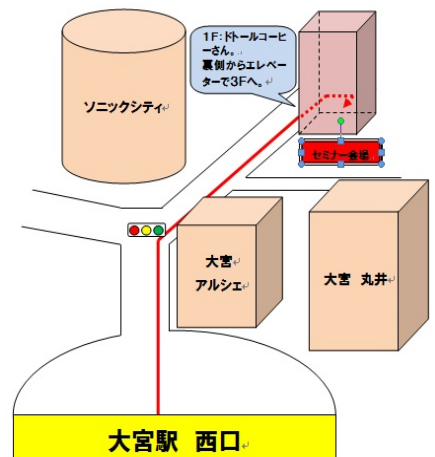 1F:ドトールコーヒ
ーさん。
裏側からエレベー
ターで3Fへ。
ソニックシティ
セミナー会場
大宮
アルシェ
大宮 丸井
大宮駅 西口